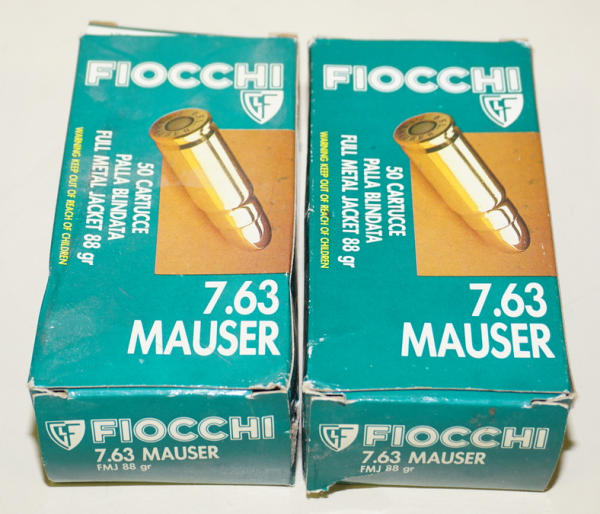 FIOCCHI
GF
50 CARTUCCE
PALLA BLINDATA
FULL METAL JACKET 88 gr
WARNING KEEP OUT OF REACH OF CHILDREN
7.63
MAUSER
GF FIOCCHI
7.63 MAUSER
FMJ 88 gr
FIOCCHI
GF
50 CARTUCCE
PALLA BLINDATA
FULL METAL JACKET 88 gr
WARNING KEEP OUT OF REACH OF CHILDREN
7.63
MAUSER
GF FIOCCHI
7.63 MAUSER
FMJ 88 gr